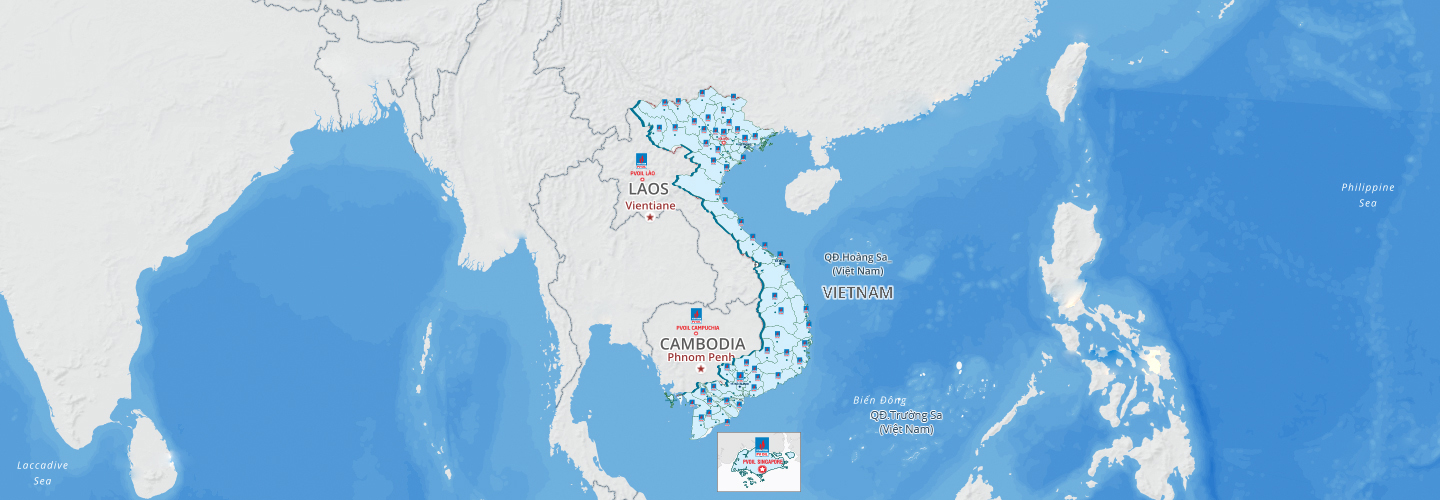 PVOIL LÀO
LAOS
Vientiane
QĐ.Hoàng Sa
(Việt Nam)
VIETNAM
Philippine
Sea
PVOIL CAMPUCHIA
CAMBODIA
Phnom Penh
Biển Đông
QĐ.Trường Sa
(Việt Nam)
PVOIL SINGAPORE
Laccadive
Sea